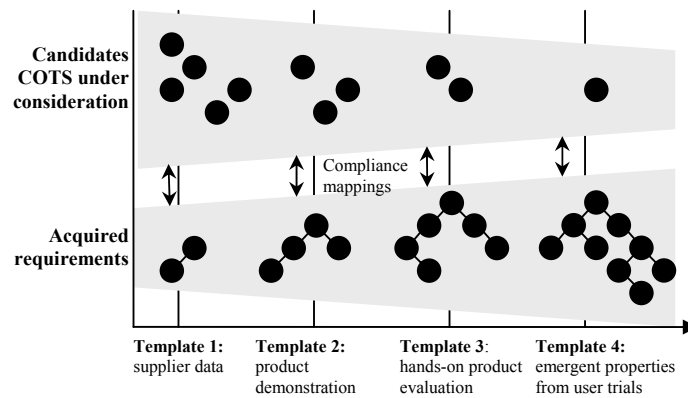 Candidates
COTS under
consideration
Compliance
mappings
Acquired
requirements
Template 1:
supplier data
Template 2:
product
demonstration
Template 3:
hands-on product
evaluation
Template 4:
emergent properties
from user trials